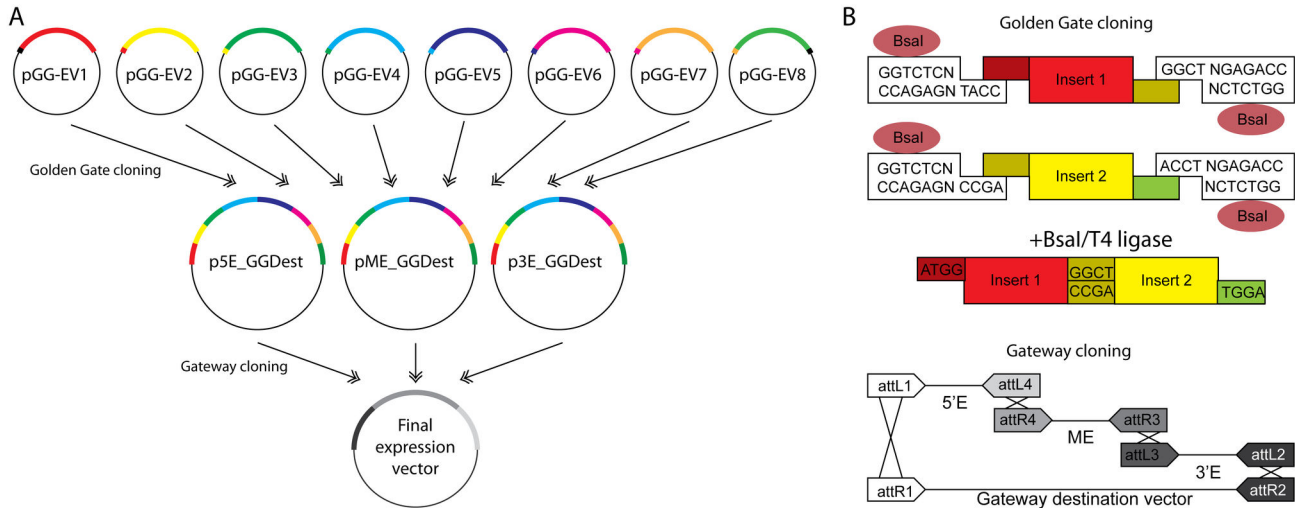 A
pGG-EV1 pGG-EV2 pGG-EV3 pGG-EV4 pGG-EV5 pGG-EV6 pGG-EV7 pGG-EV8
Golden Gate cloning
p5E_GGDest pME_GGDest p3E_GGDest
Gateway cloning
Final
expression
vector
B
Golden Gate cloning
BsaI
GGTCTCN
CCAGAGN TACC
Insert 1
GGCT NGAGACC
NCTCTGG
BsaI
BsaI
GGTCTCN
CCAGAGN CCGA
Insert 2
ACCT NGAGACC
NCTCTGG
BsaI
+BsaI/T4 ligase
ATGG
Insert 1
GGCT
CCGA
Insert 2
TGGA
Gateway cloning
attL1
5'E
attL4
attR4
ME
attR3
attL3
3'E
attL2
attR1
Gateway destination vector
attR2